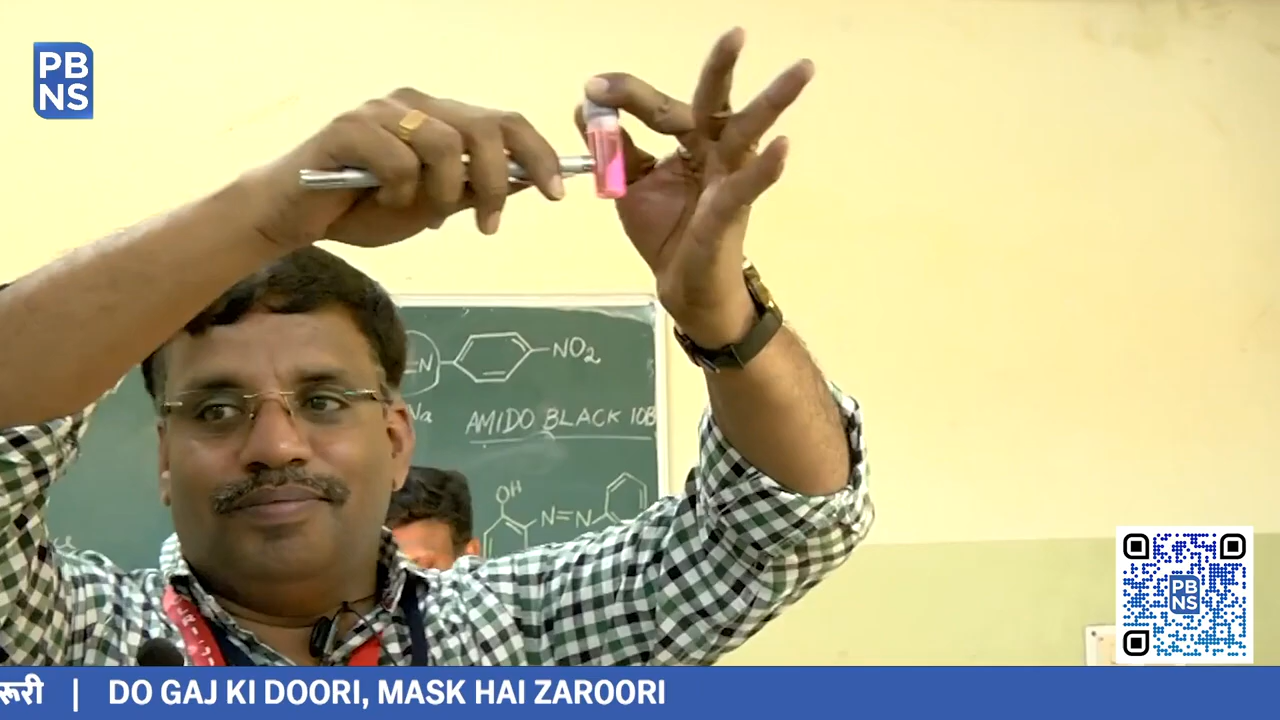 PB
NS
N
NO2
Na
AMIDO BLACK 10B
OH
N=N
PB
NS
रूरी | DO GAJ KI DOORI, MASK HAI ZAROORI